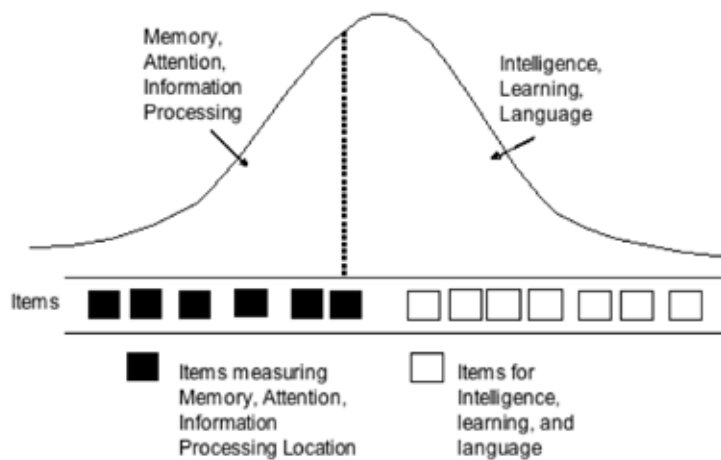 Memory,
Attention,
Information
Processing
Intelligence,
Learning,
Language
Items
Items measuring
Memory, Attention,
Information
Processing Location
Items for
Intelligence,
learning, and
language